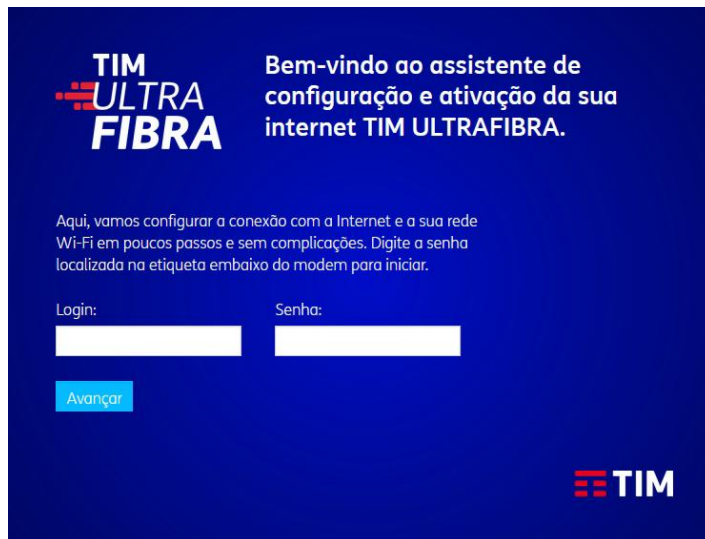 TIM
ULTRA
FIBRA
Bem-vindo ao assistente de
configuração e ativação da sua
internet TIM ULTRAFIBRA.
Aqui, vamos configurar a conexão com a Internet e a sua rede
Wi-Fi em poucos passos e sem complicações. Digite a senha
localizada na etiqueta embaixo do modem para iniciar.
Login:
Senha:
Avançar
TIM